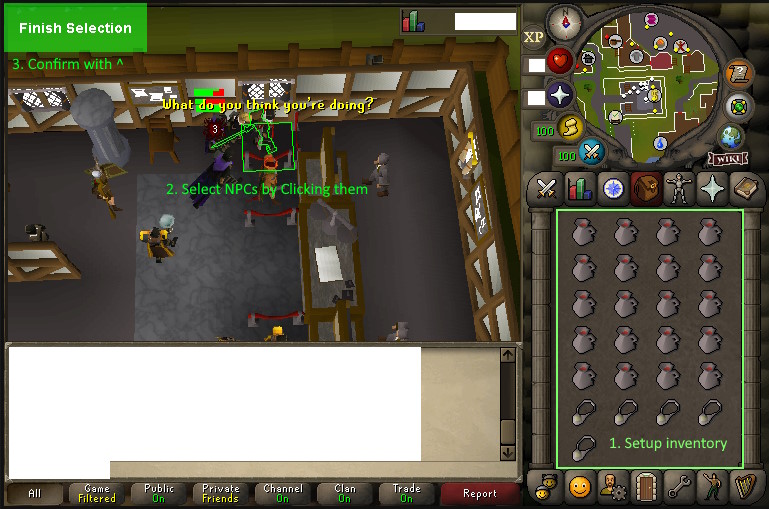 Finish Selection
3. Confirm with ^
XP
What do you think you're doing?
3
2. Select NPCs by Clicking them
100
100
WIKI
1. Setup inventory
All
Game
Filtered
Public
On
Private
Friends
Channel
On
Clan
On
Trade
On
Report